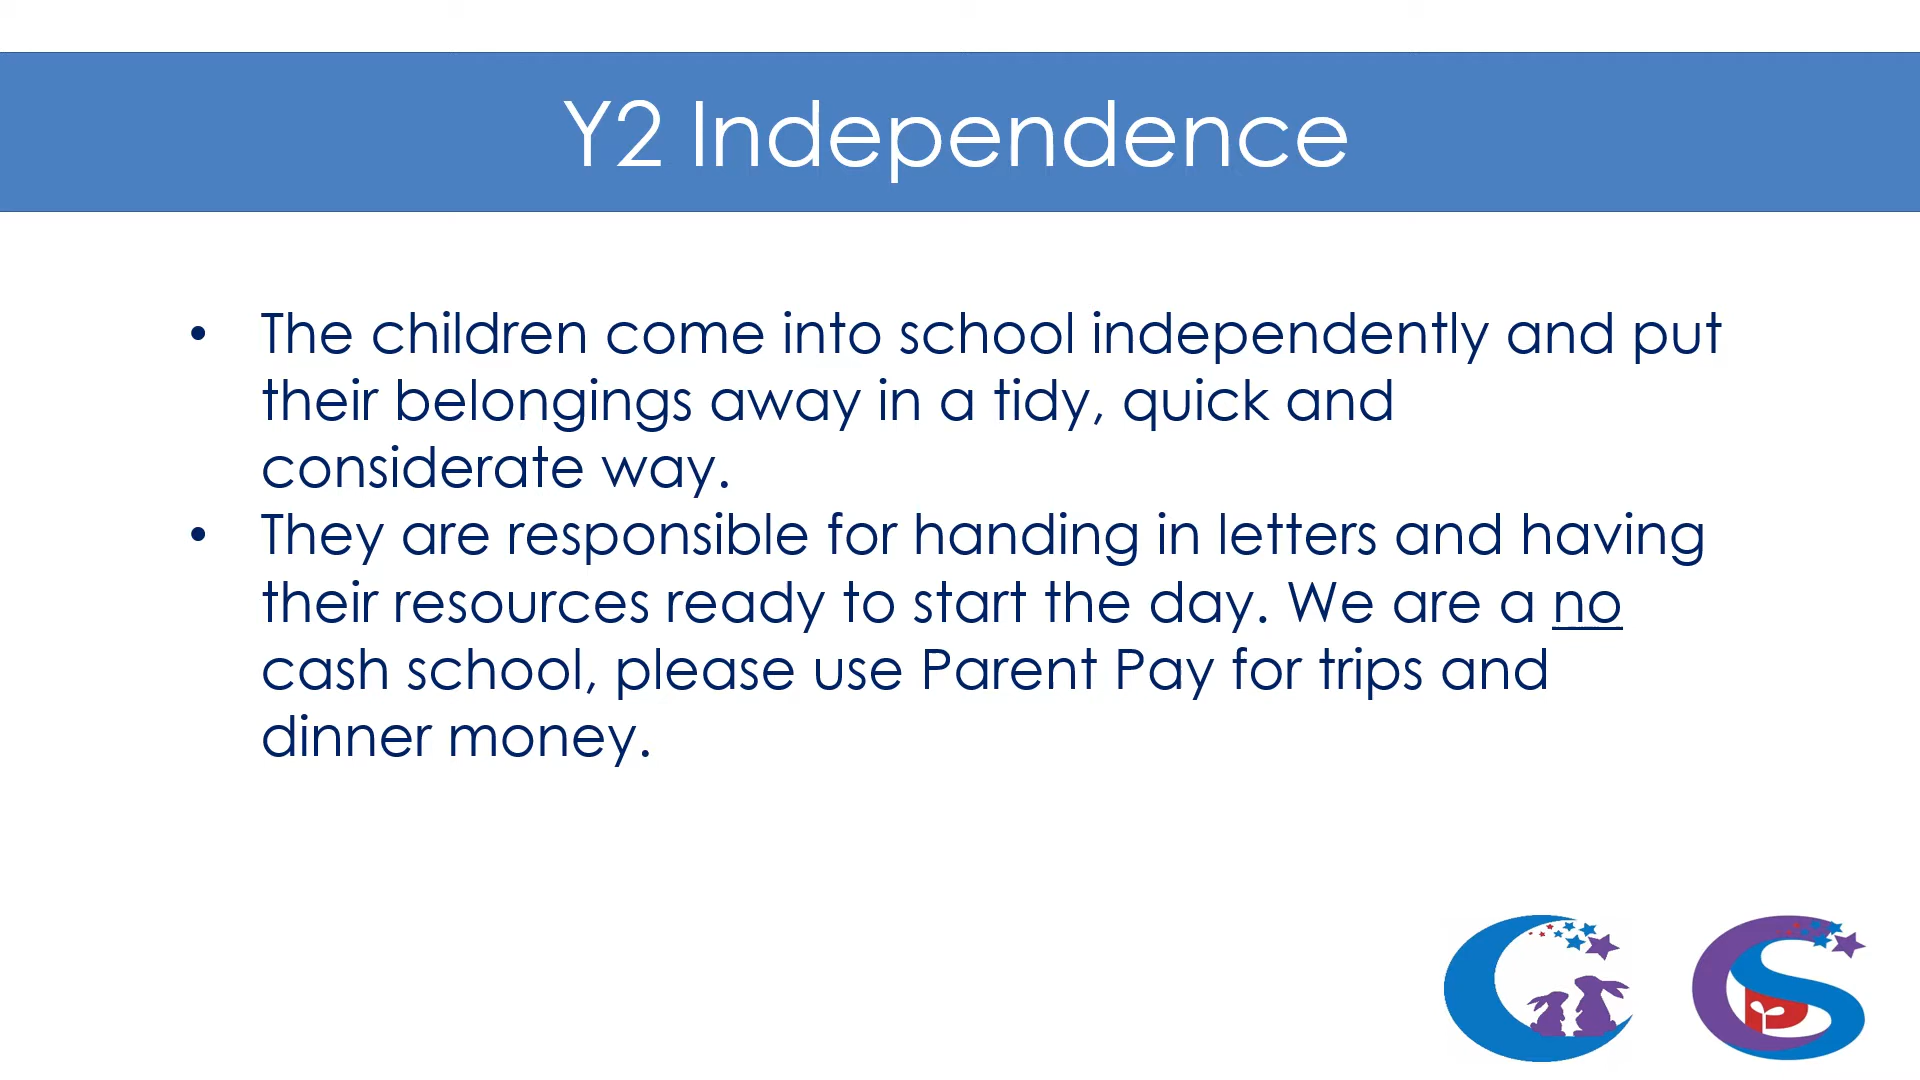 Y2 Independence
• The children come into school independently and put
their belongings away in a tidy, quick and
considerate way.
• They are responsible for handing in letters and having
their resources ready to start the day. We are a no
cash school, please use Parent Pay for trips and
dinner money.